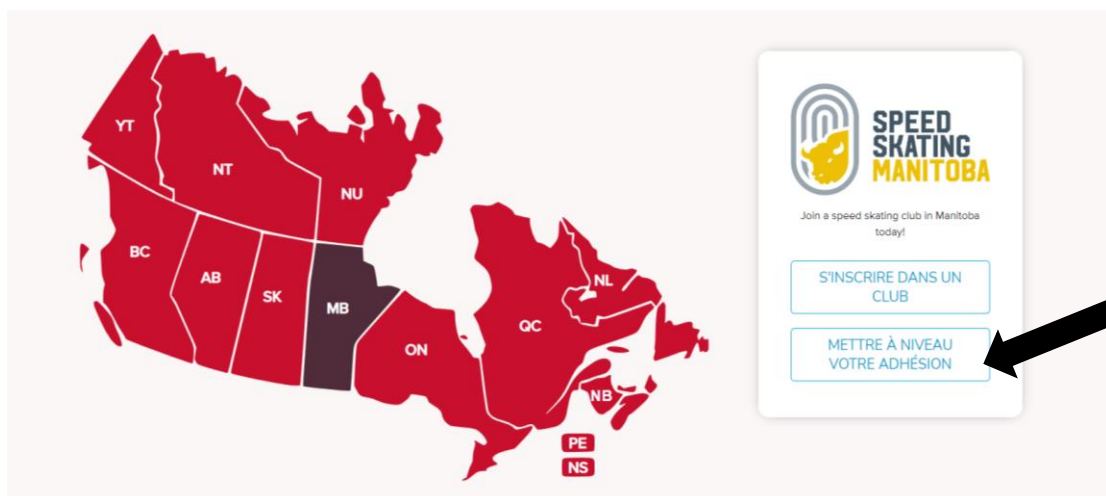 YT
NT
NU
BC
AB
SK
MB
ON
QC
NL
NB
PE
NS
SPEED
SKATING
MANITOBA
Join a speed skating club in Manitoba
today!
S'INSCRIRE DANS UN
CLUB
METTRE À NIVEAU
VOTRE ADHÉSION